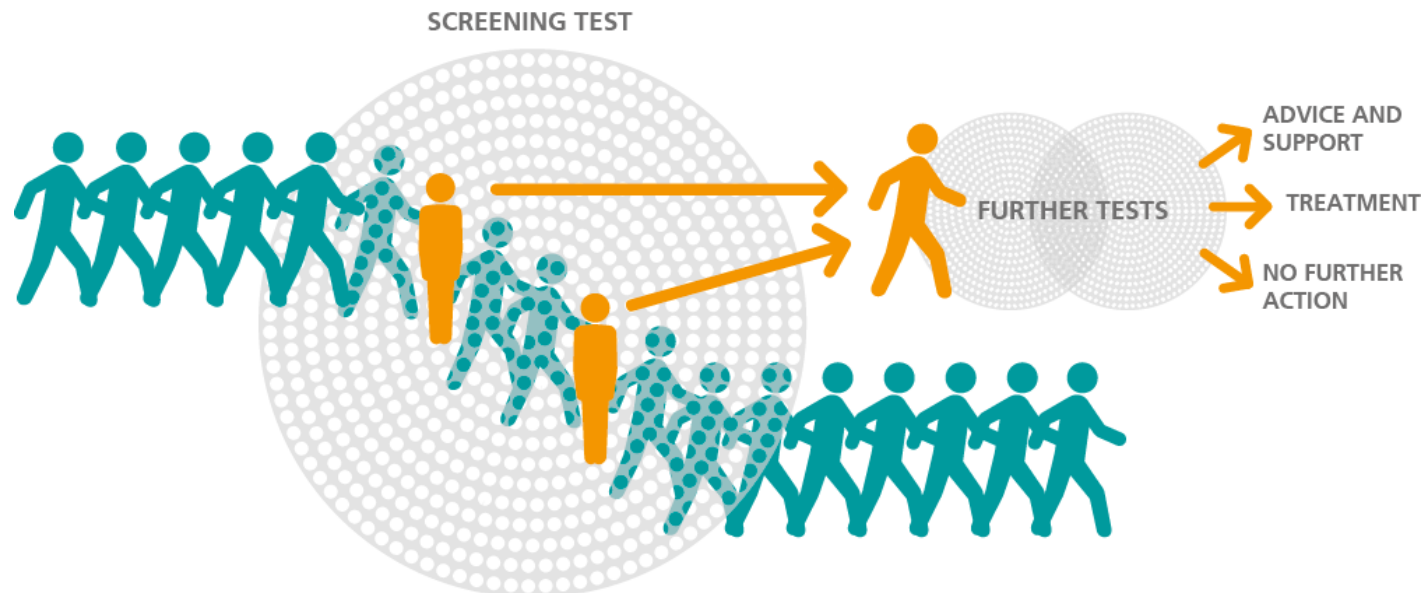 SCREENING TEST
FURTHER TESTS
ADVICE AND
SUPPORT
TREATMENT
NO FURTHER
ACTION